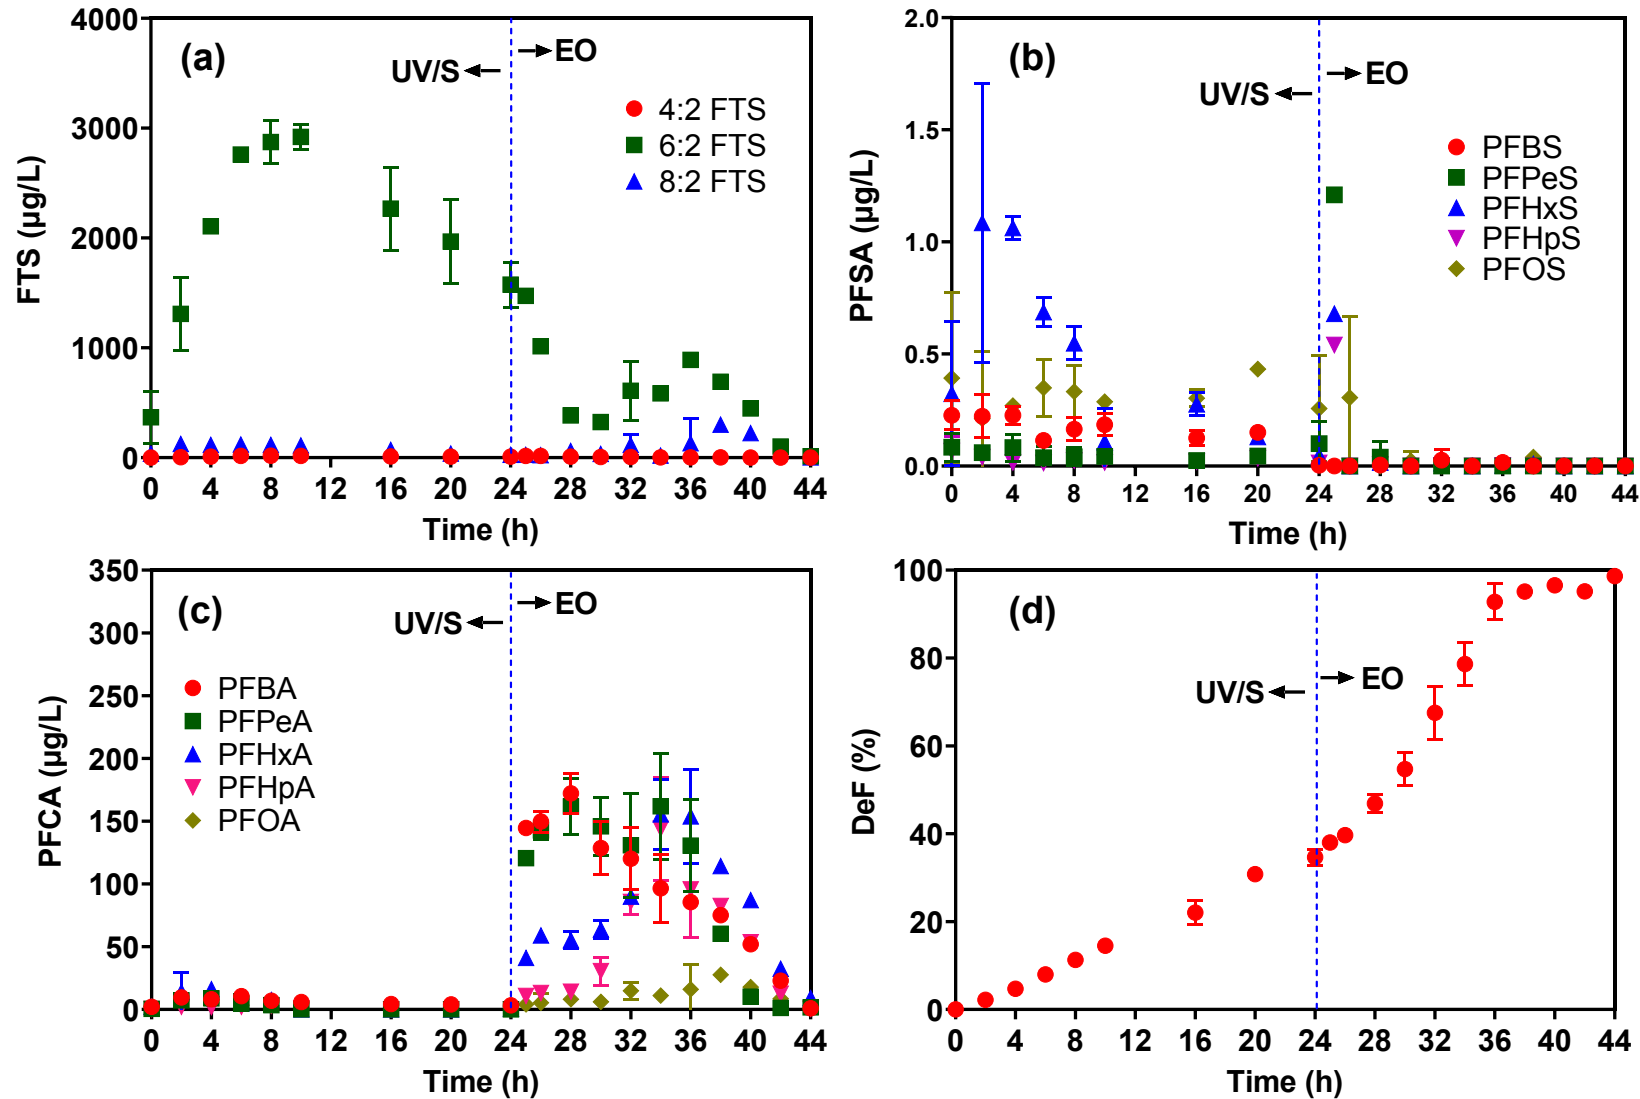 (a)
UV/S
EO
4:2 FTS
6:2 FTS
8:2 FTS
FTS (µg/L)
4000
3000
2000
1000
0
0 4 8 12 16 20 24 28 32 36 40 44
Time (h)
(b)
UV/S
EO
PFBS
PFPeS
PFHxS
PFHpS
PFOS
PFSA (µg/L)
2.0
1.5
1.0
0.5
0.0
0 4 8 12 16 20 24 28 32 36 40 44
Time (h)
(c)
UV/S
EO
PFBA
PFPeA
PFHxA
PFHpA
PFOA
PFCA (µg/L)
350
300
250
200
150
100
50
0
0 4 8 12 16 20 24 28 32 36 40 44
Time (h)
(d)
UV/S
EO
DeF (%)
100
80
60
40
20
0
0 4 8 12 16 20 24 28 32 36 40 44
Time (h)